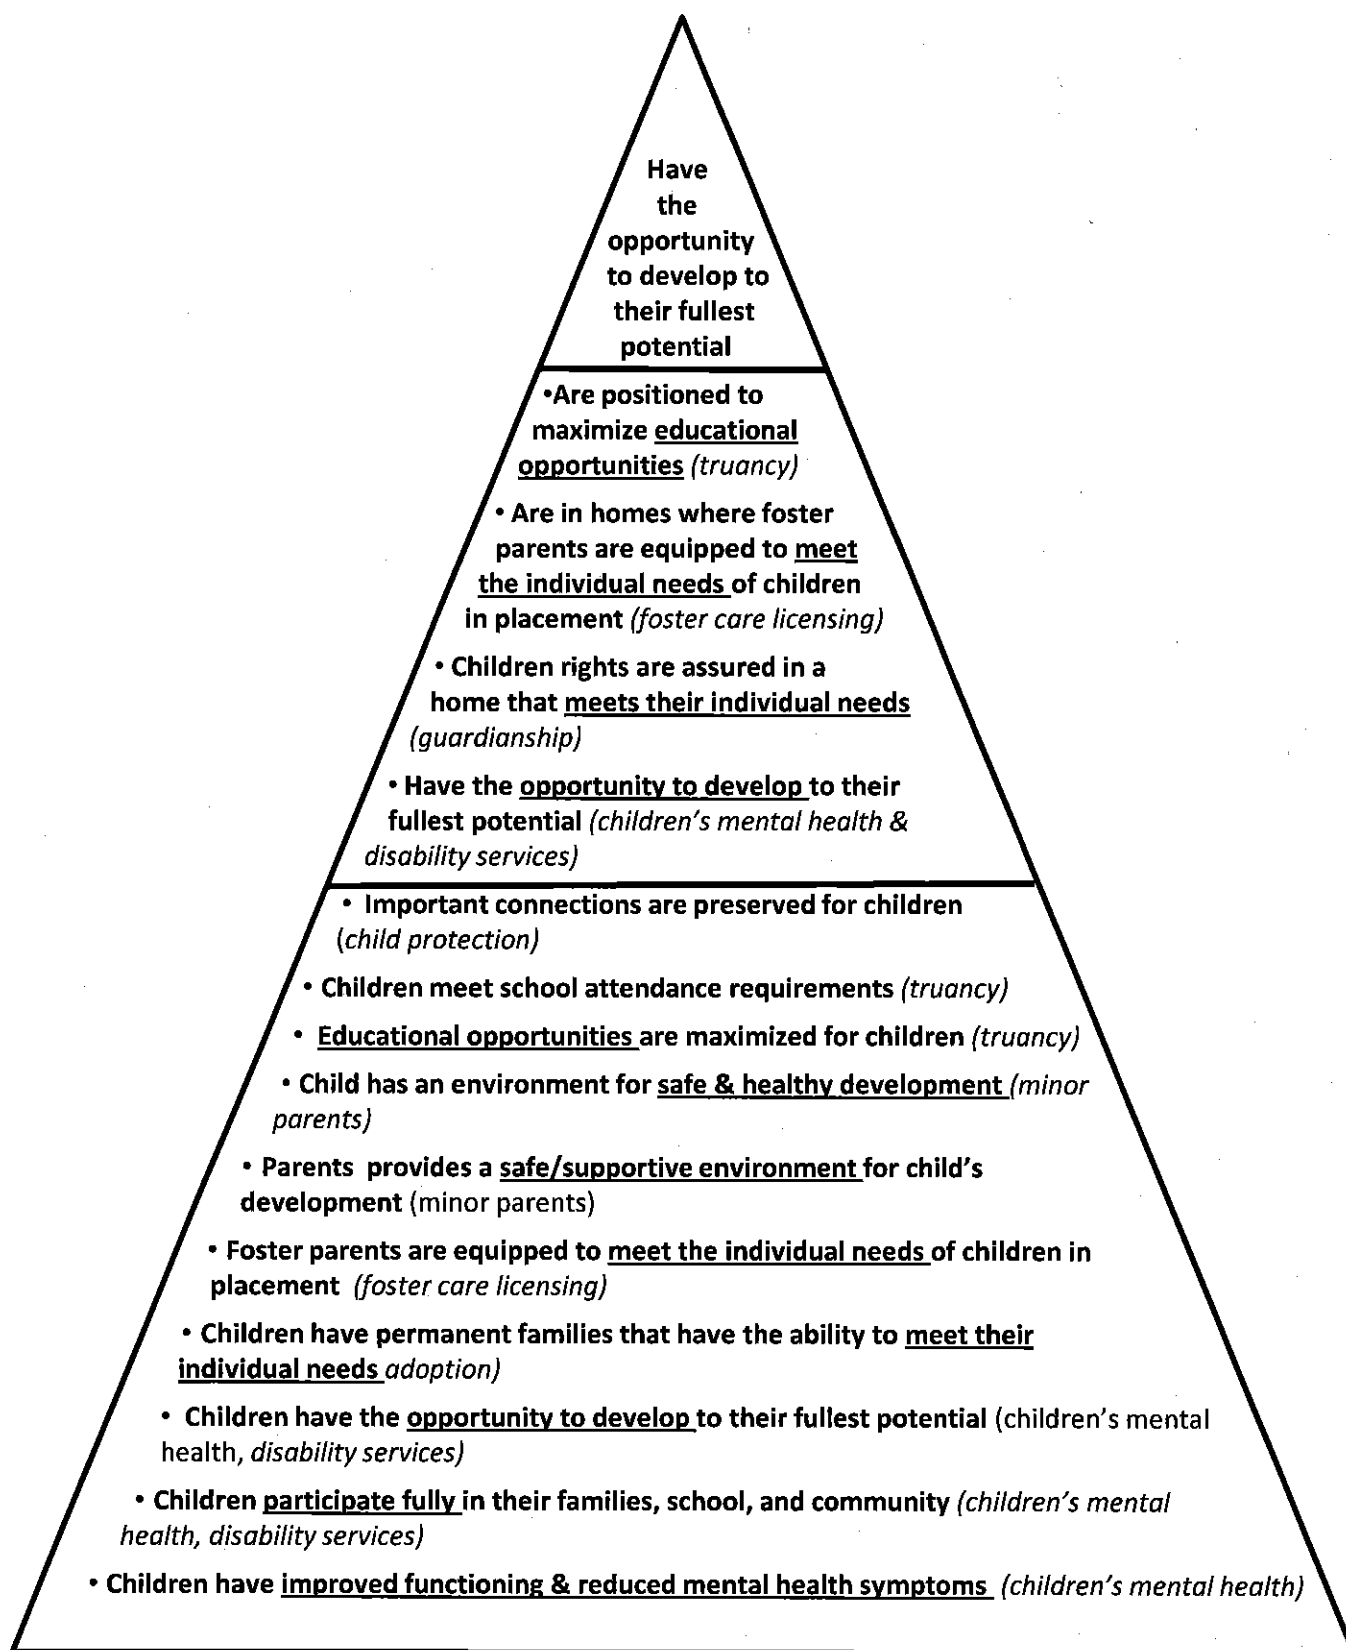 Have
the
opportunity
to develop to
their fullest
potential
•Are positioned to
maximize educational
opportunities (truancy)
• Are in homes where foster
parents are equipped to meet
the individual needs of children
in placement (foster care licensing)
• Children rights are assured in a
home that meets their individual needs
(guardianship)
• Have the opportunity to develop to their
fullest potential (children's mental health &
disability services)
• Important connections are preserved for children
(child protection)
• Children meet school attendance requirements (truancy)
• Educational opportunities are maximized for children (truancy)
• Child has an environment for safe & healthy development (minor
parents)
• Parents provides a safe/supportive environment for child's
development (minor parents)
• Foster parents are equipped to meet the individual needs of children in
placement (foster care licensing)
• Children have permanent families that have the ability to meet their
individual needs adoption)
• Children have the opportunity to develop to their fullest potential (children's mental
health, disability services)
• Children participate fully in their families, school, and community (children's mental
health, disability services)
• Children have improved functioning & reduced mental health symptoms (children's mental health)